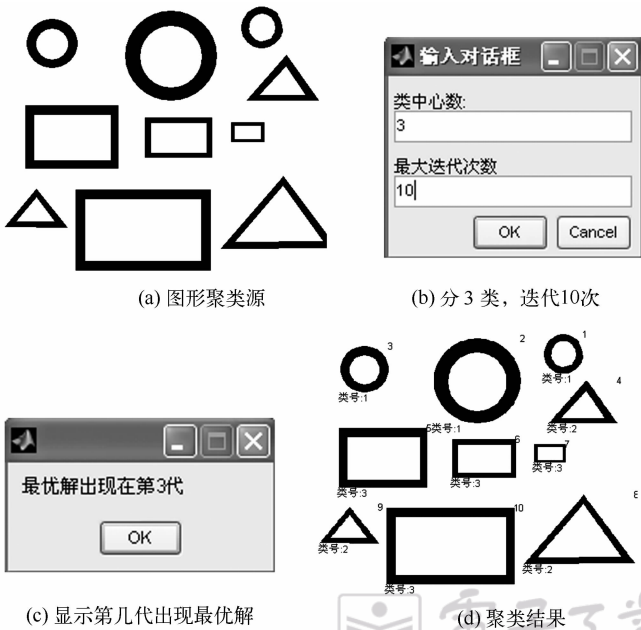 输入对话框
类中心数:
3
最大迭代次数
10
OK
Cancel
(a) 图形聚类源
(b) 分 3 类，迭代10次
最优解出现在第3代
OK
(c) 显示第几代出现最优解
3
类号:1
2
类号:1
1
类号:1
4
类号:2
5
类号:3
6
类号:3
7
类号:3
9
类号:2
10
类号:3
8
类号:2
(d) 聚类结果